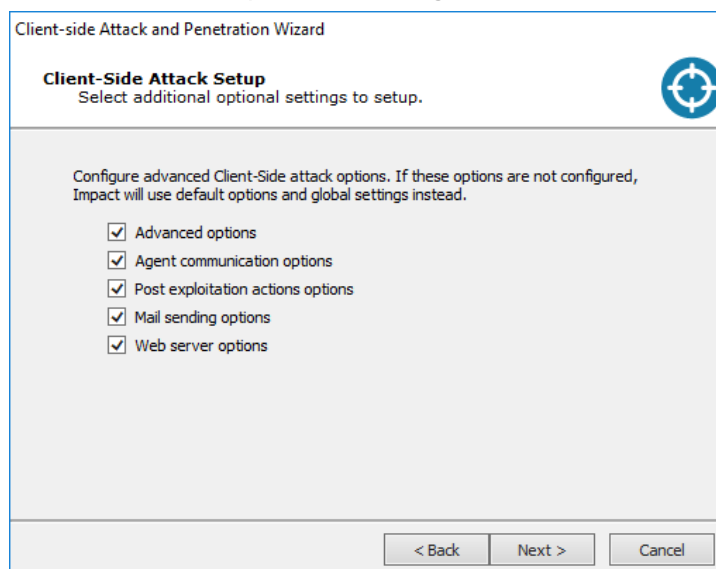 Client-side Attack and Penetration Wizard
Client-Side Attack Setup
Select additional optional settings to setup.
Configure advanced Client-Side attack options. If these options are not configured,
Impact will use default options and global settings instead.
Advanced options
Agent communication options
Post exploitation actions options
Mail sending options
Web server options
< Back Next > Cancel